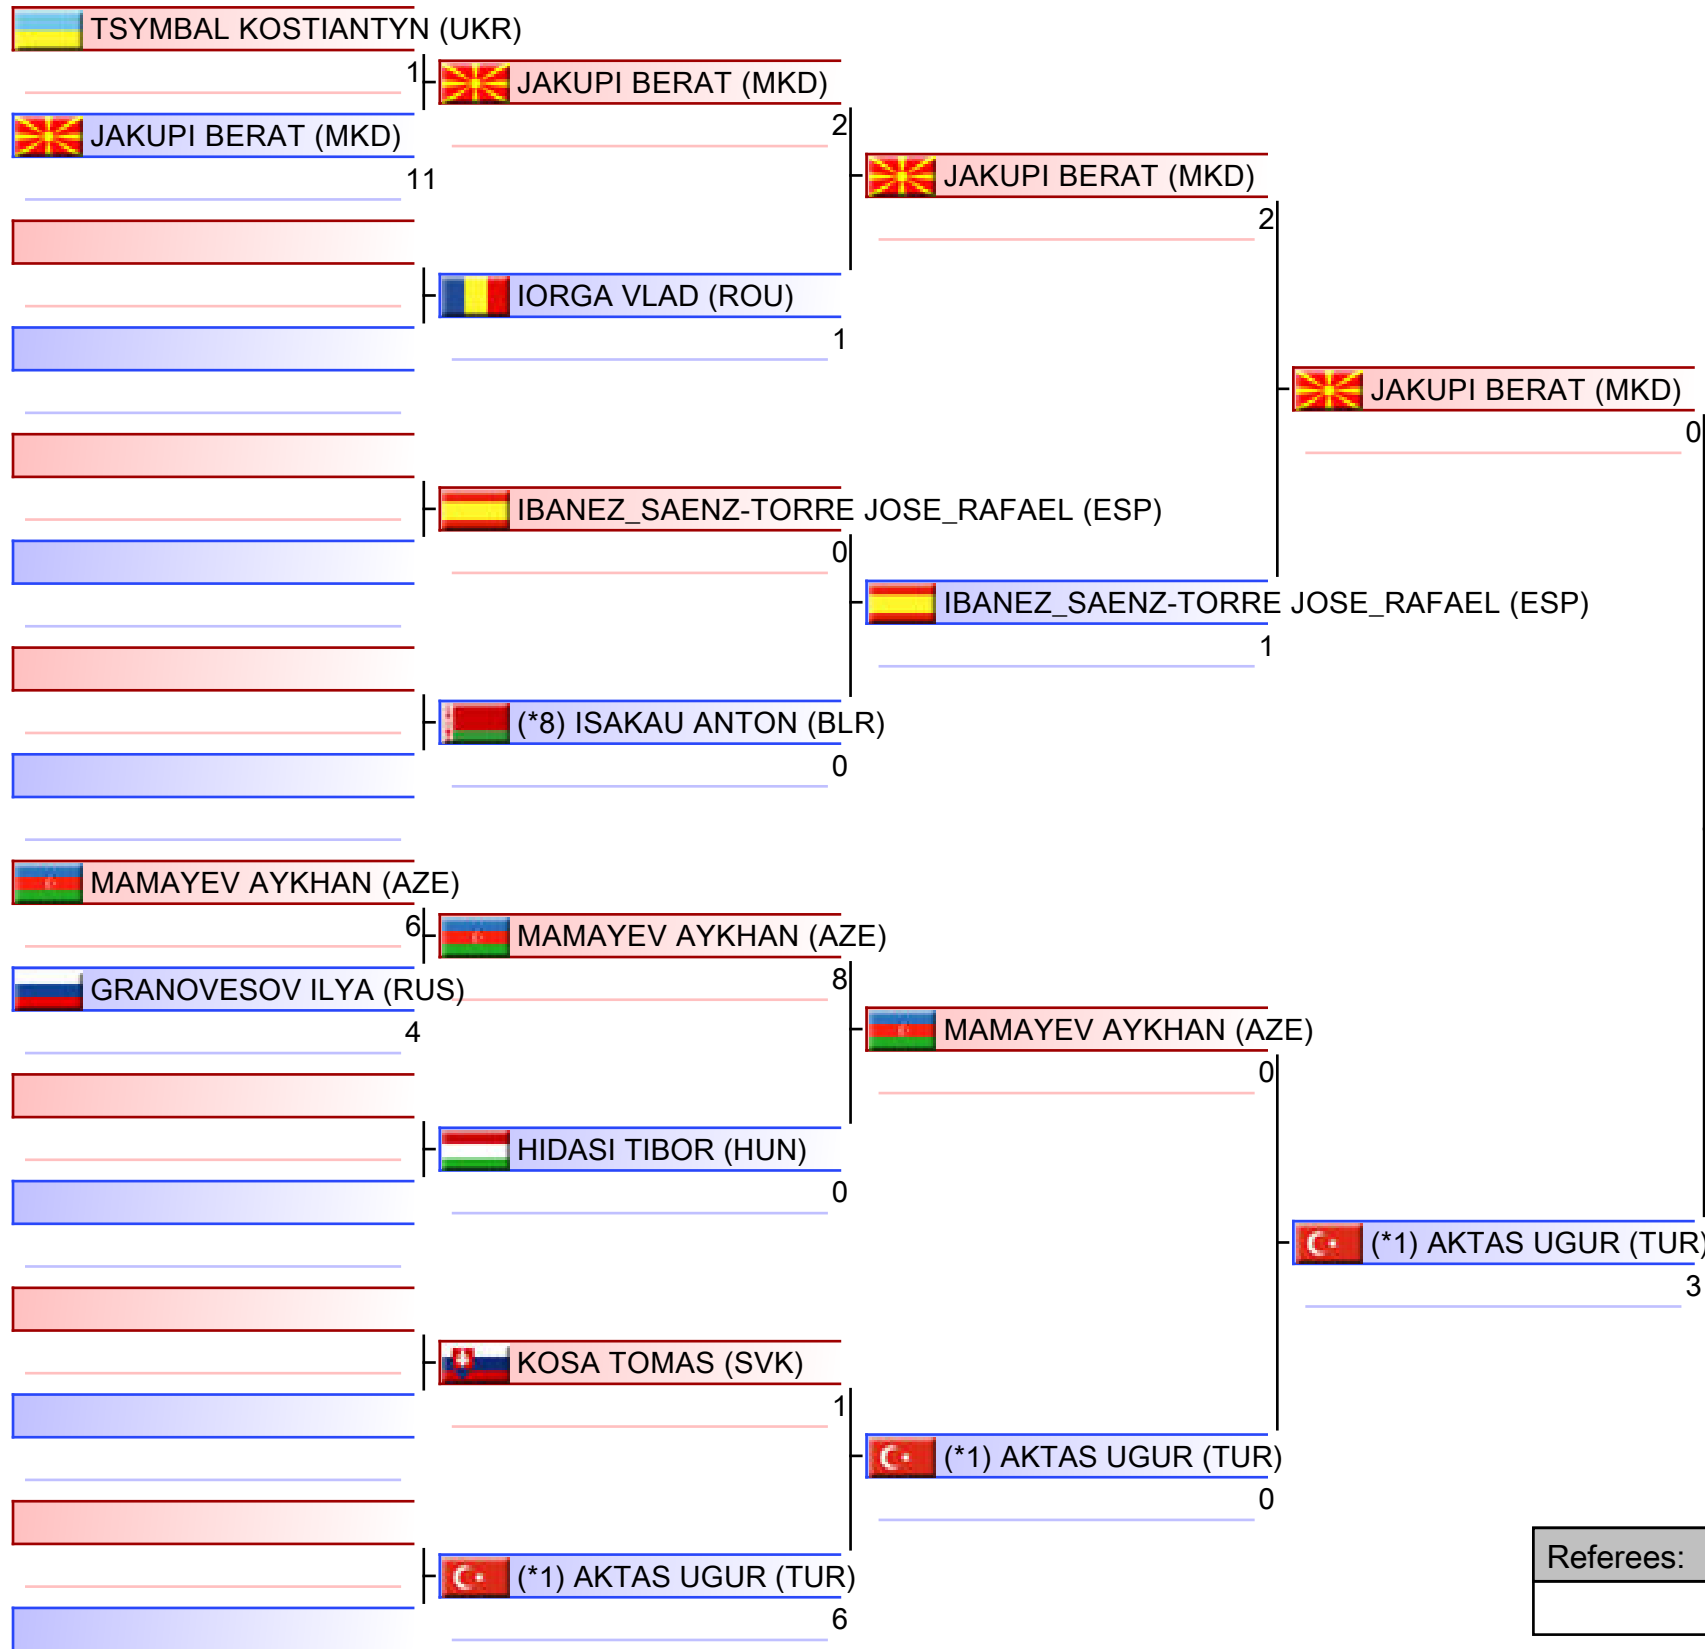 TSYMBAL KOSTIANTYN (UKR)
1
JAKUPI BERAT (MKD)
JAKUPI BERAT (MKD)
2
11
JAKUPI BERAT (MKD)
2
IORGA VLAD (ROU)
1
JAKUPI BERAT (MKD)
0
IBANEZ_SAENZ-TORRE JOSE_RAFAEL (ESP)
0
IBANEZ_SAENZ-TORRE JOSE_RAFAEL (ESP)
1
(*8) ISAKAU ANTON (BLR)
0
MAMAYEV AYKHAN (AZE)
6
MAMAYEV AYKHAN (AZE)
8
GRANOVESOV ILYA (RUS)
4
MAMAYEV AYKHAN (AZE)
0
HIDASI TIBOR (HUN)
0
(*1) AKTAS UGUR (TUR)
3
KOSA TOMAS (SVK)
1
(*1) AKTAS UGUR (TUR)
0
Referees:
(*1) AKTAS UGUR (TUR)
6